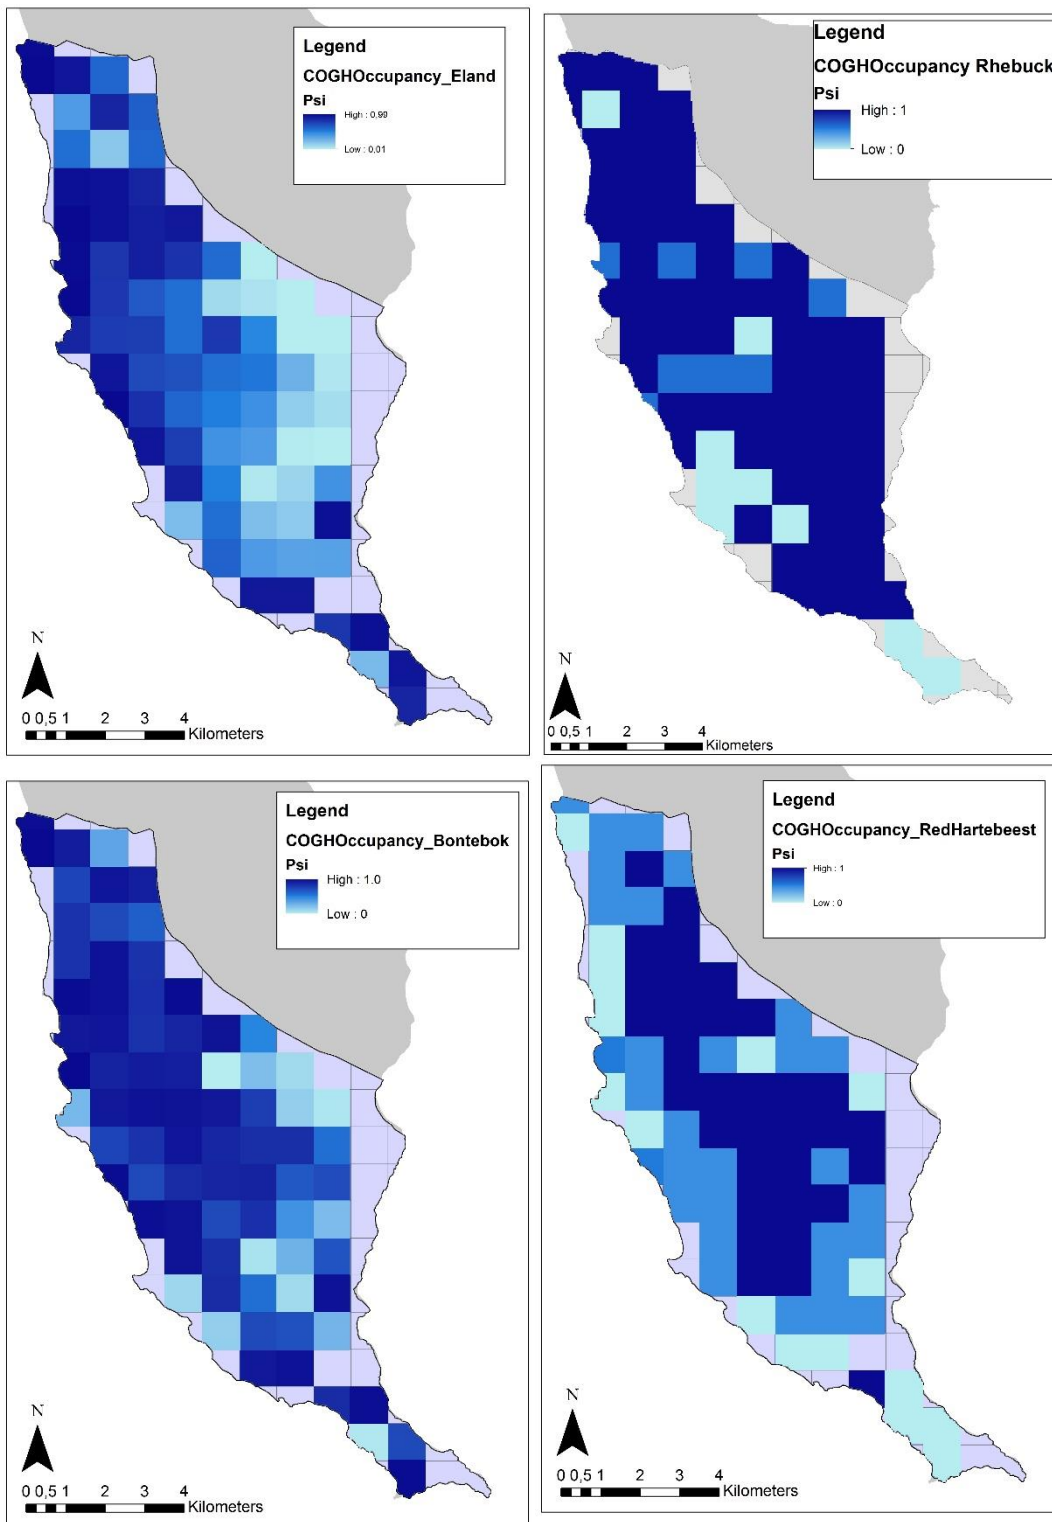 Legend
COGHOccupancy_Eland
Psi
High : 0,99
Low : 0,01
N
0 0,5 1 2 3 4
Kilometers
Legend
COGHOccupancy Rhebuck
Psi
High : 1
Low : 0
N
0 0,5 1 2 3 4
Kilometers
Legend
COGHOccupancy_Bontebok
Psi
High : 1.0
Low : 0
N
0 0,5 1 2 3 4
Kilometers
Legend
COGHOccupancy_RedHartebeest
Psi
High : 1
Low : 0
N
0 0,5 1 2 3 4
Kilometers